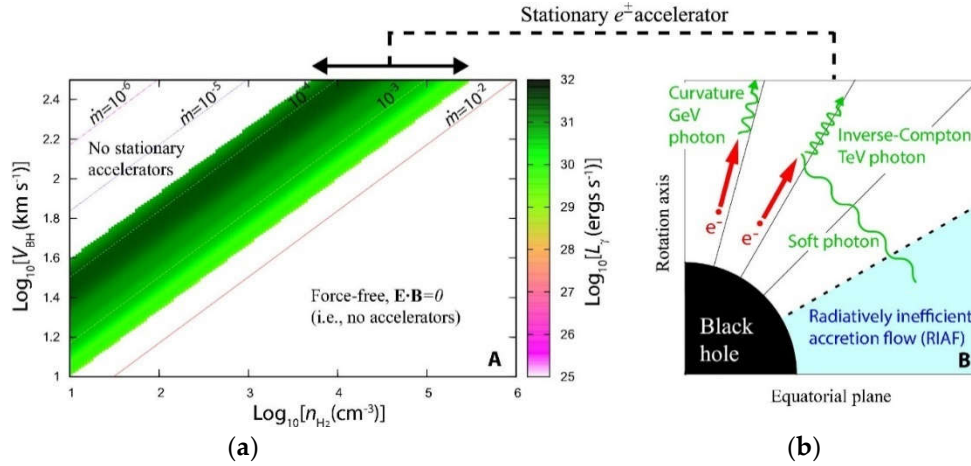 Stationary e± accelerator
2.4
2.2
2.0
1.8
1.6
1.4
1.2
1
Log₁₀[V_BH (km s⁻¹)]
ṁ=10⁻⁶
ṁ=10⁻⁵
10⁻⁴
10⁻³
ṁ=10⁻²
No stationary
accelerators
Force-free, E·B=0
(i.e., no accelerators)
A
1
2
3
4
5
6
Log₁₀[n_H₂(cm⁻³)]
32
31
30
29
28
27
26
25
Log₁₀[L_γ (ergs s⁻¹)]
Rotation axis
Curvature
GeV
photon
Inverse-Compton
TeV photon
e⁻
e⁻
Soft photon
Black
hole
Radiatively inefficient
accretion flow (RIAF)
B
Equatorial plane
(a)
(b)